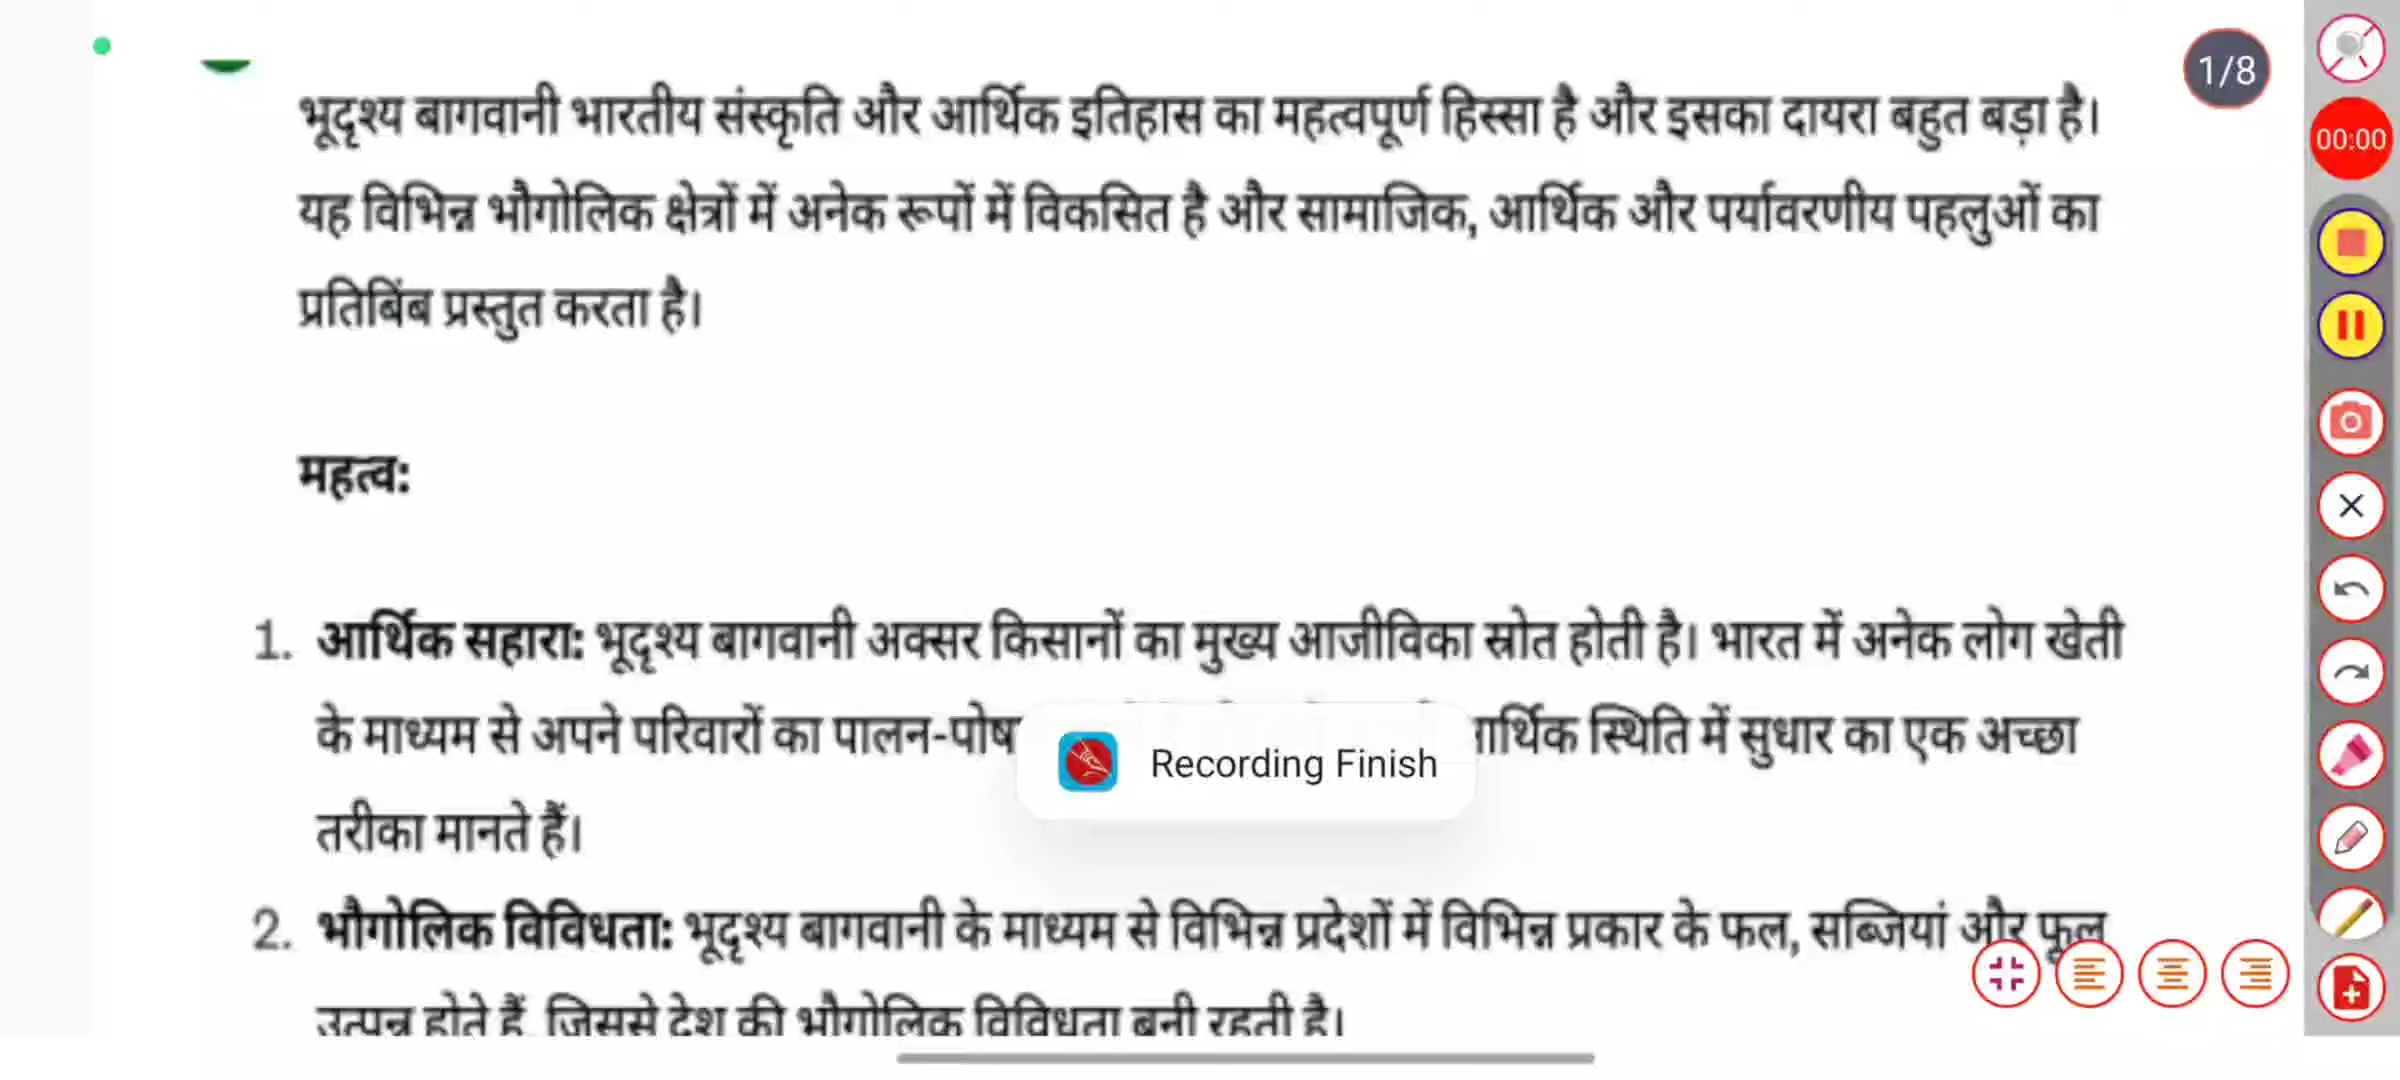 1/8
00:00
भूदृश्य बागवानी भारतीय संस्कृति और आर्थिक इतिहास का महत्वपूर्ण हिस्सा है और इसका दायरा बहुत बड़ा है।
यह विभिन्न भौगोलिक क्षेत्रों में अनेक रूपों में विकसित है और सामाजिक, आर्थिक और पर्यावरणीय पहलुओं का
प्रतिबिंब प्रस्तुत करता है।
महत्व:
1. आर्थिक सहारा: भूदृश्य बागवानी अक्सर किसानों का मुख्य आजीविका स्रोत होती है। भारत में अनेक लोग खेती
के माध्यम से अपने परिवारों का पालन-पोष र्थिक स्थिति में सुधार का एक अच्छा
Recording Finish
तरीका मानते हैं।
2. भौगोलिक विविधता: भूदृश्य बागवानी के माध्यम से विभिन्न प्रदेशों में विभिन्न प्रकार के फल, सब्जियां और फूल
उत्पन्न होते हैं, जिससे देश की भौगोलिक विविधता बनी रहती है।